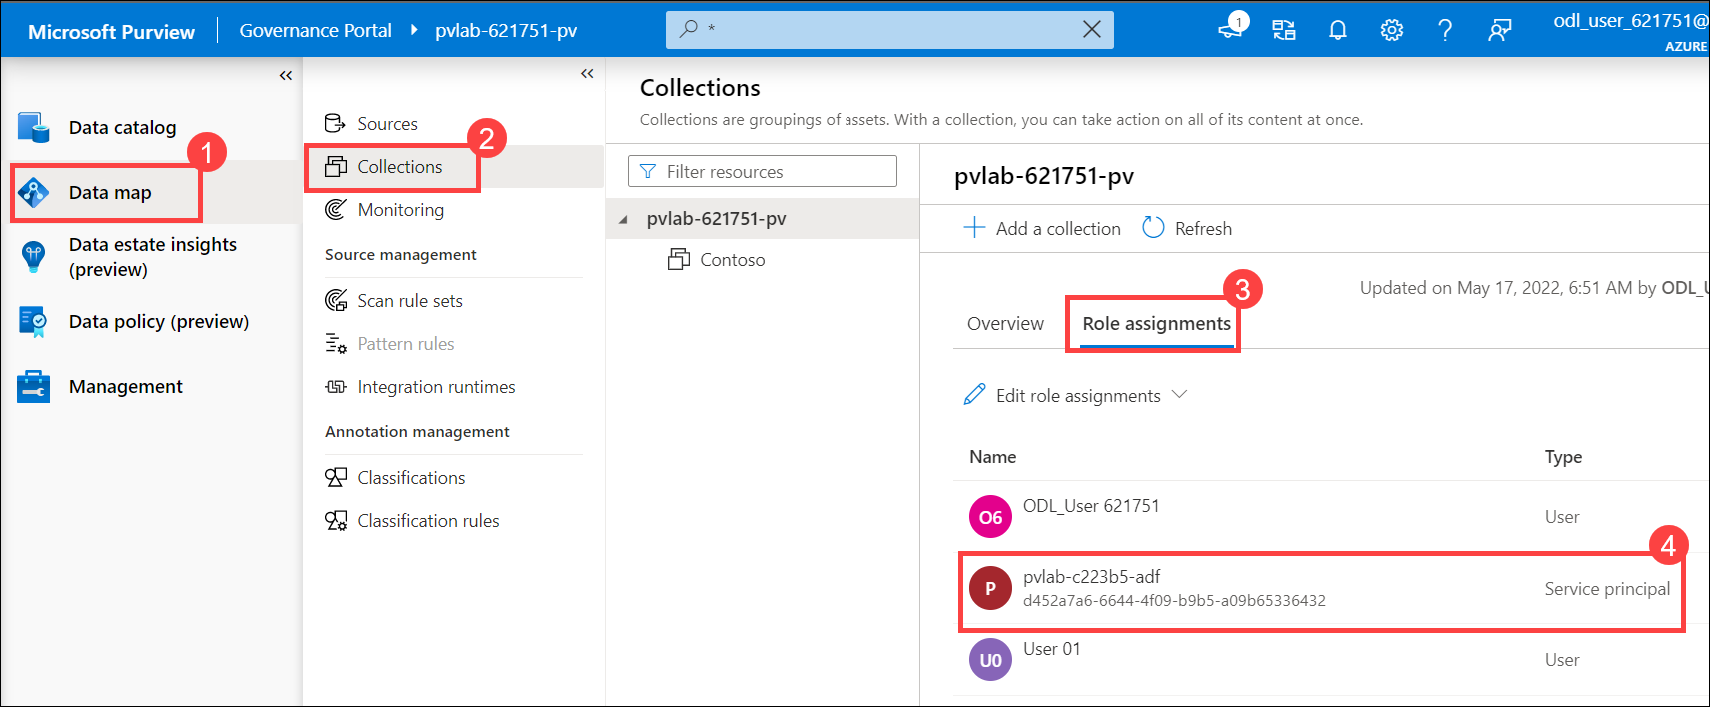 Microsoft Purview
Governance Portal
pvlab-621751-pv
*
1
odl_user_621751@
AZURE
Data catalog
1
Data map
Data estate insights
(preview)
Data policy (preview)
Management
Sources
2
Collections
Monitoring
Source management
Scan rule sets
Pattern rules
Integration runtimes
Annotation management
Classifications
Classification rules
Collections
Collections are groupings of assets. With a collection, you can take action on all of its content at once.
Filter resources
pvlab-621751-pv
Contoso
pvlab-621751-pv
Add a collection
Refresh
Updated on May 17, 2022, 6:51 AM by ODL_U
3
Overview
Role assignments
Edit role assignments
Name
Type
O6
ODL_User 621751
User
4
P
pvlab-c223b5-adf
d452a7a6-6644-4f09-b9b5-a09b65336432
Service principal
U0
User 01
User